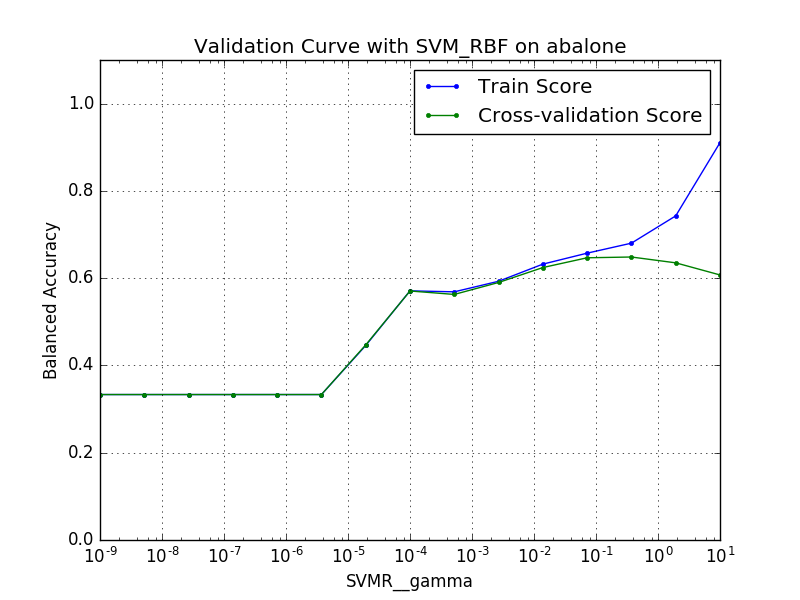 Validation Curve with SVM_RBF on abalone
Train Score
Cross-validation Score
Balanced Accuracy
1.0
0.8
0.6
0.4
0.2
0.0
10^-9 10^-8 10^-7 10^-6 10^-5 10^-4 10^-3 10^-2 10^-1 10^0 10^1
SVMR__gamma